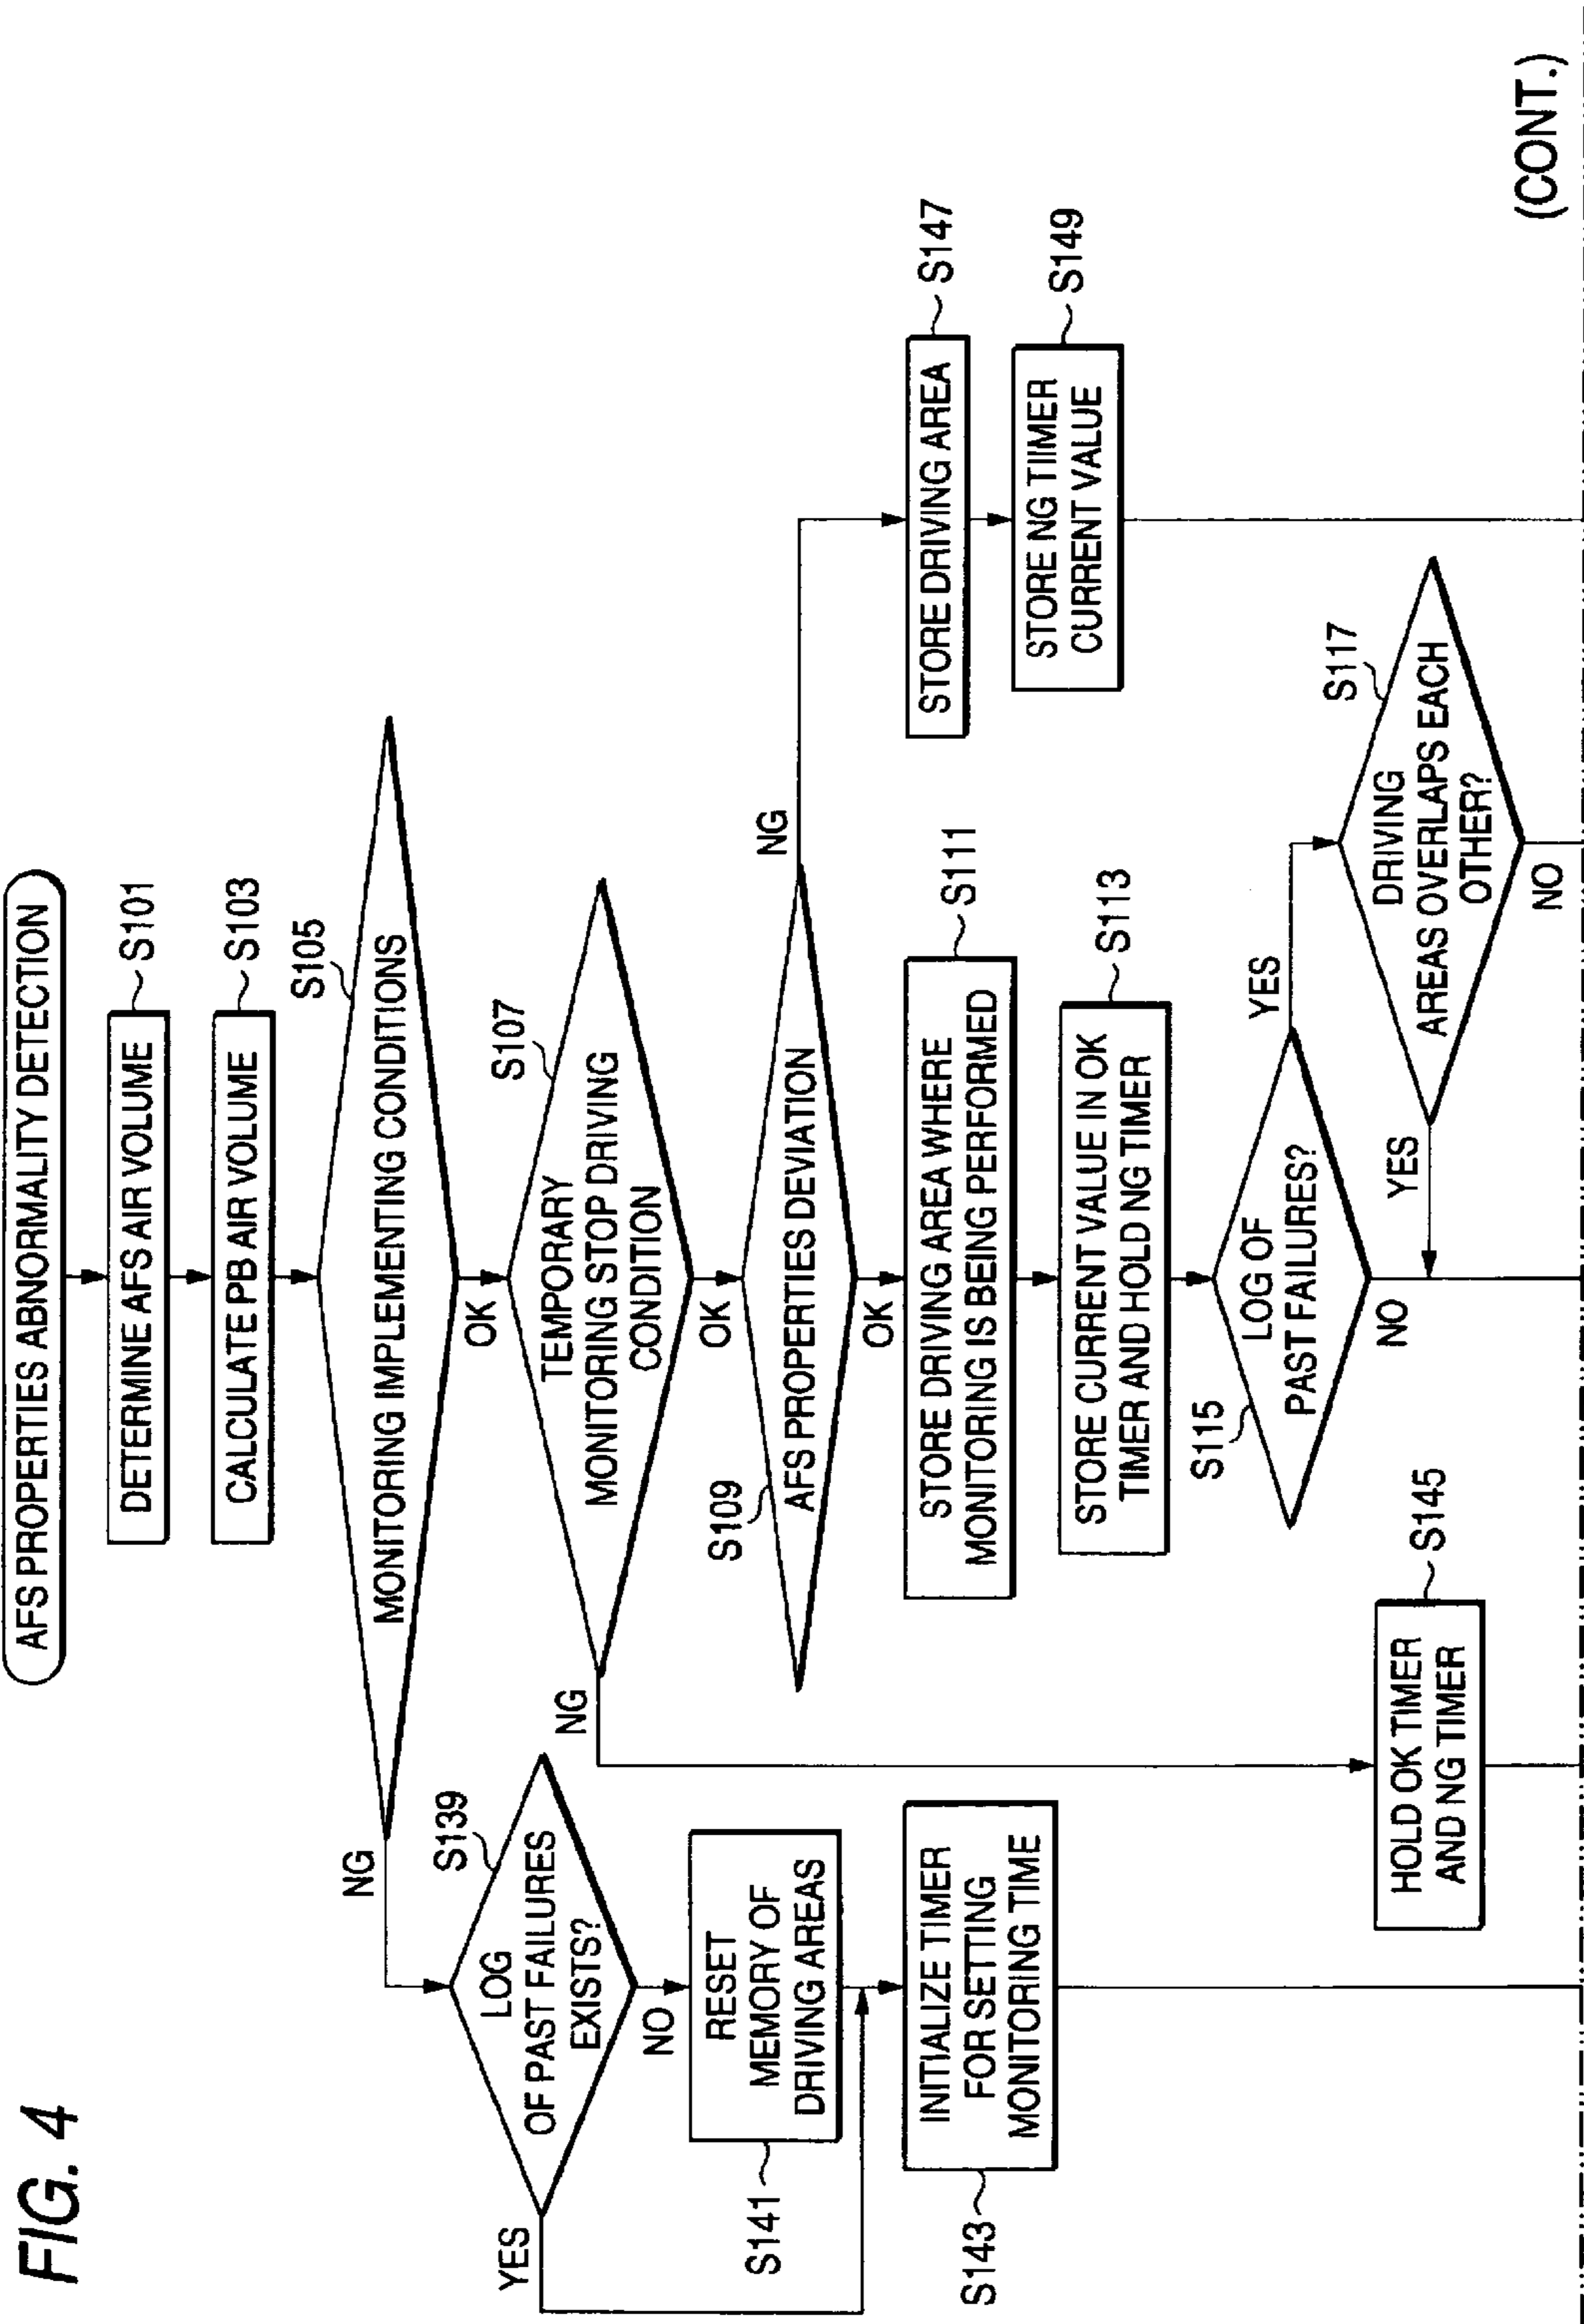 FIG. 4
AFS PROPERTIES ABNORMALITY DETECTION
DETERMINE AFS AIR VOLUME
S101
CALCULATE PB AIR VOLUME
S103
S105
MONITORING IMPLEMENTING CONDITIONS
NG
OK
S139
LOG
OF PAST FAILURES
EXISTS?
YES
NO
S107
TEMPORARY
MONITORING STOP DRIVING
CONDITION
NG
OK
S141
RESET
MEMORY OF
DRIVING AREAS
S109
AFS PROPERTIES DEVIATION
NG
OK
S143
INITIALIZE TIMER
FOR SETTING
MONITORING TIME
STORE DRIVING AREA WHERE
MONITORING IS BEING PERFORMED
S111
STORE DRIVING AREA
S147
STORE CURRENT VALUE IN OK
TIMER AND HOLD NG TIMER
S113
STORE NG TIIMER
CURRENT VALUE
S149
S115
LOG OF
PAST FAILURES?
YES
NO
HOLD OK TIMER
AND NG TIMER
S145
S117
DRIVING
AREAS OVERLAPS EACH
OTHER?
YES
NO
(CONT.)